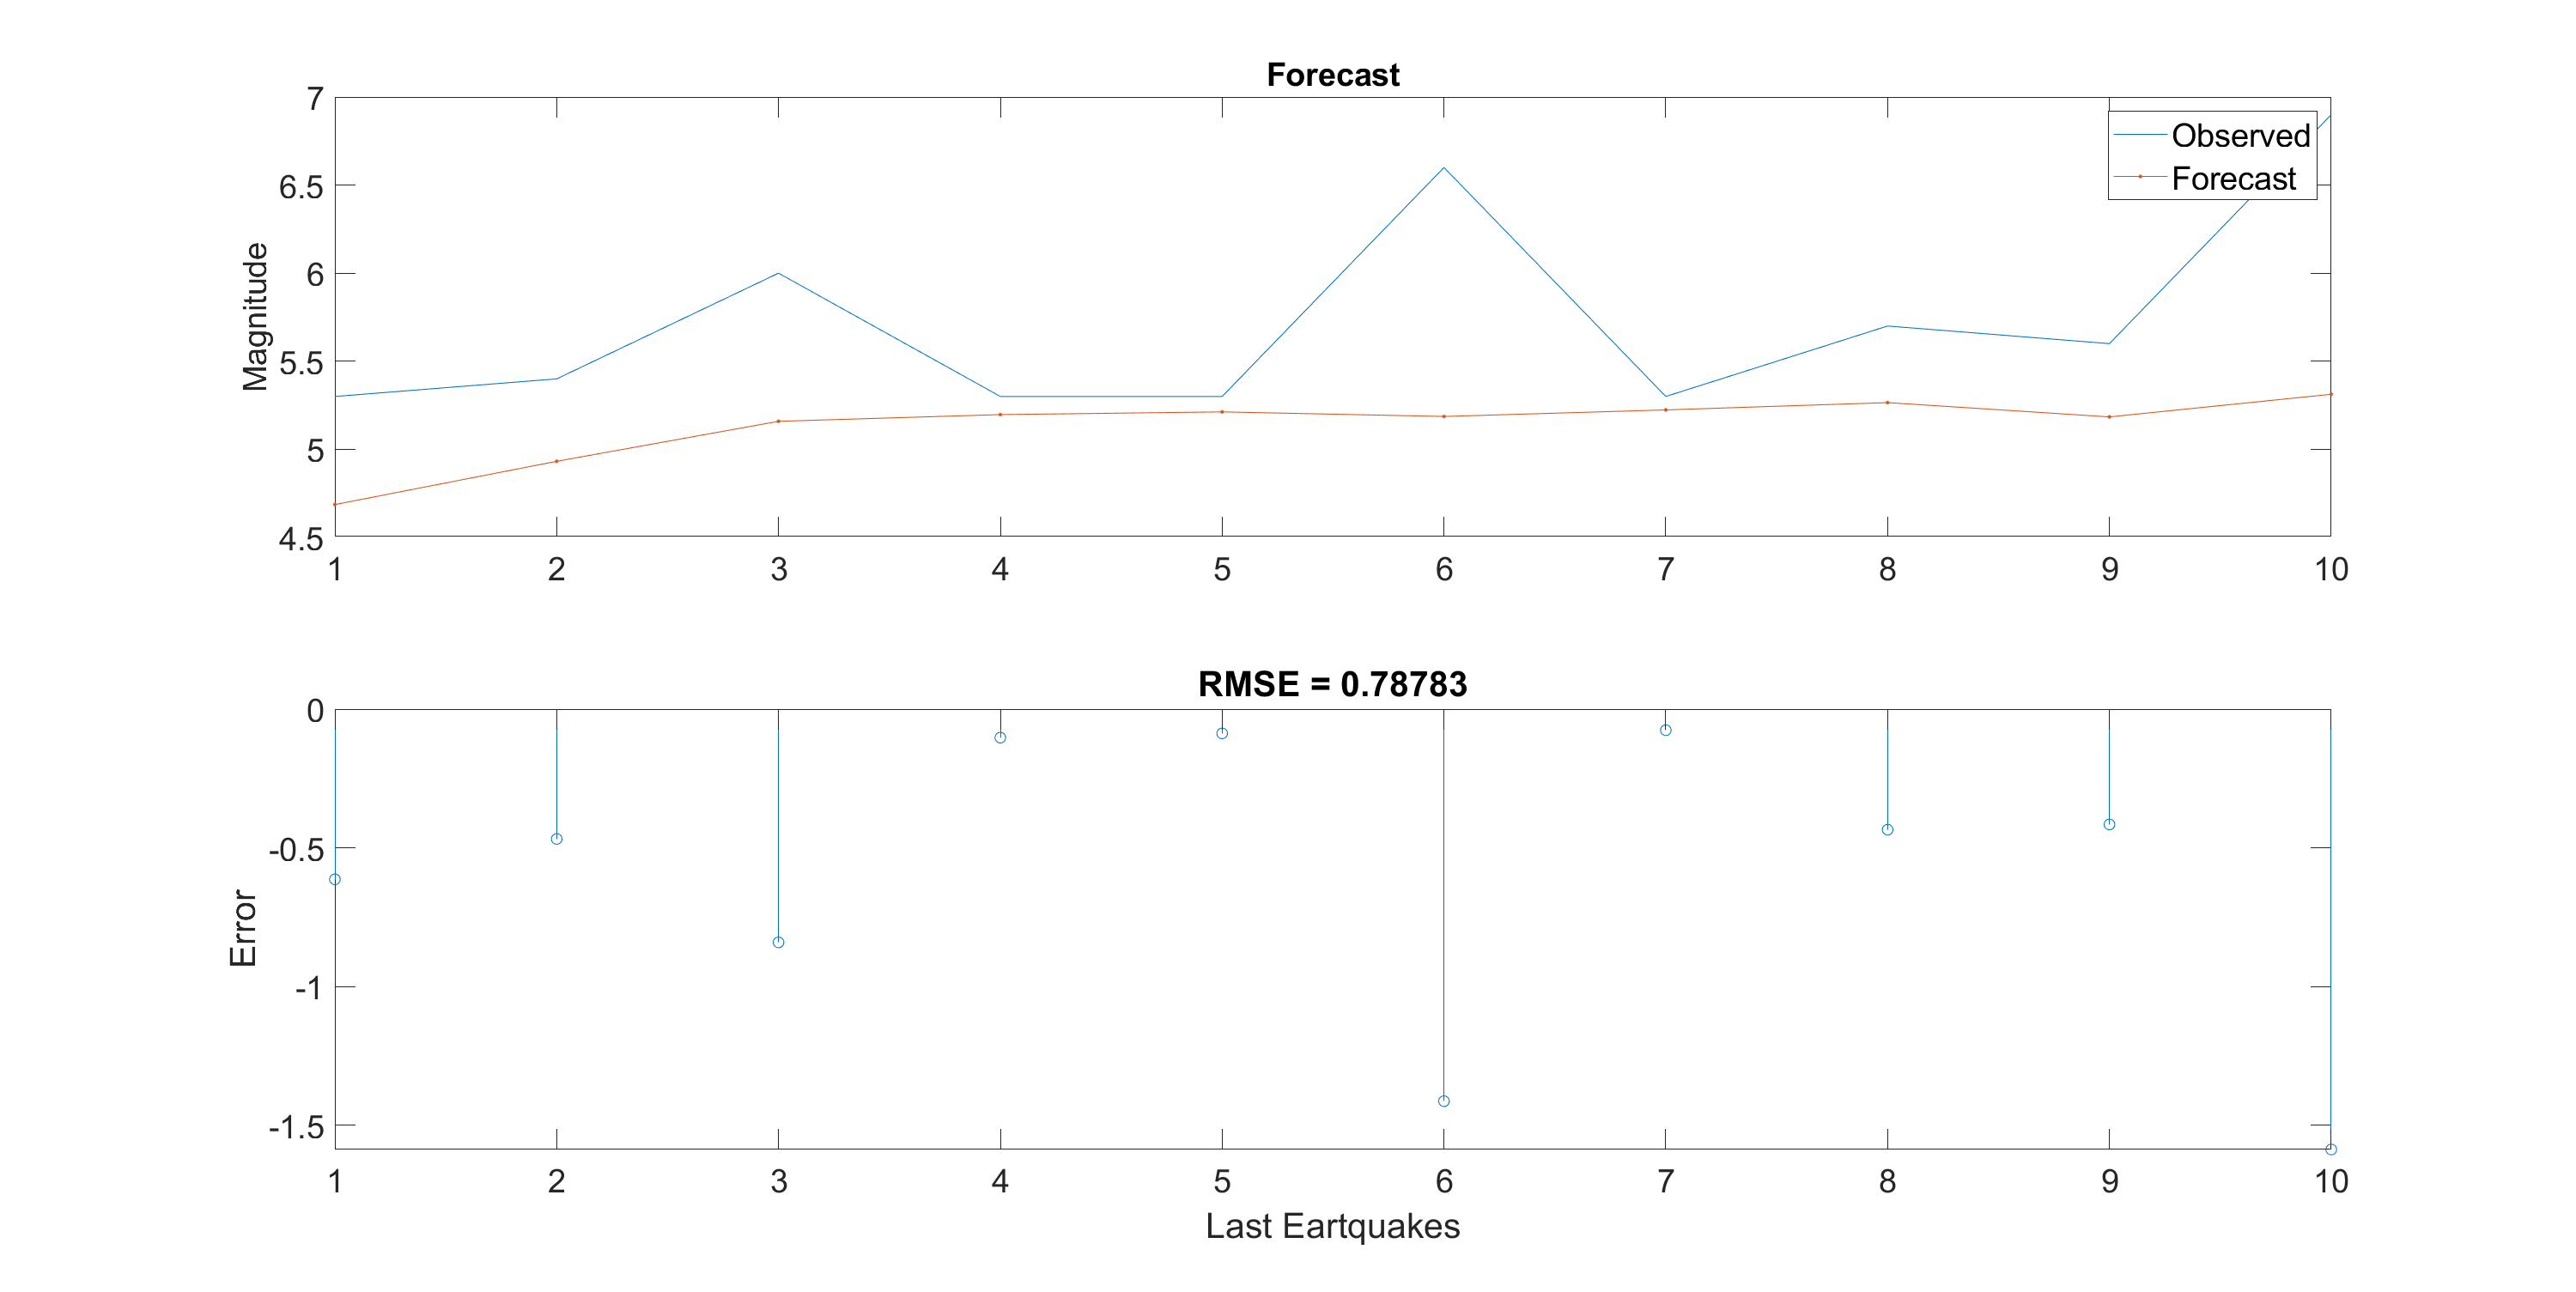 Forecast
7
6.5
6
5.5
5
4.5
Magnitude
Observed
Forecast
1 2 3 4 5 6 7 8 9 10
RMSE = 0.78783
0
-0.5
-1
-1.5
Error
1 2 3 4 5 6 7 8 9 10
Last Eartquakes